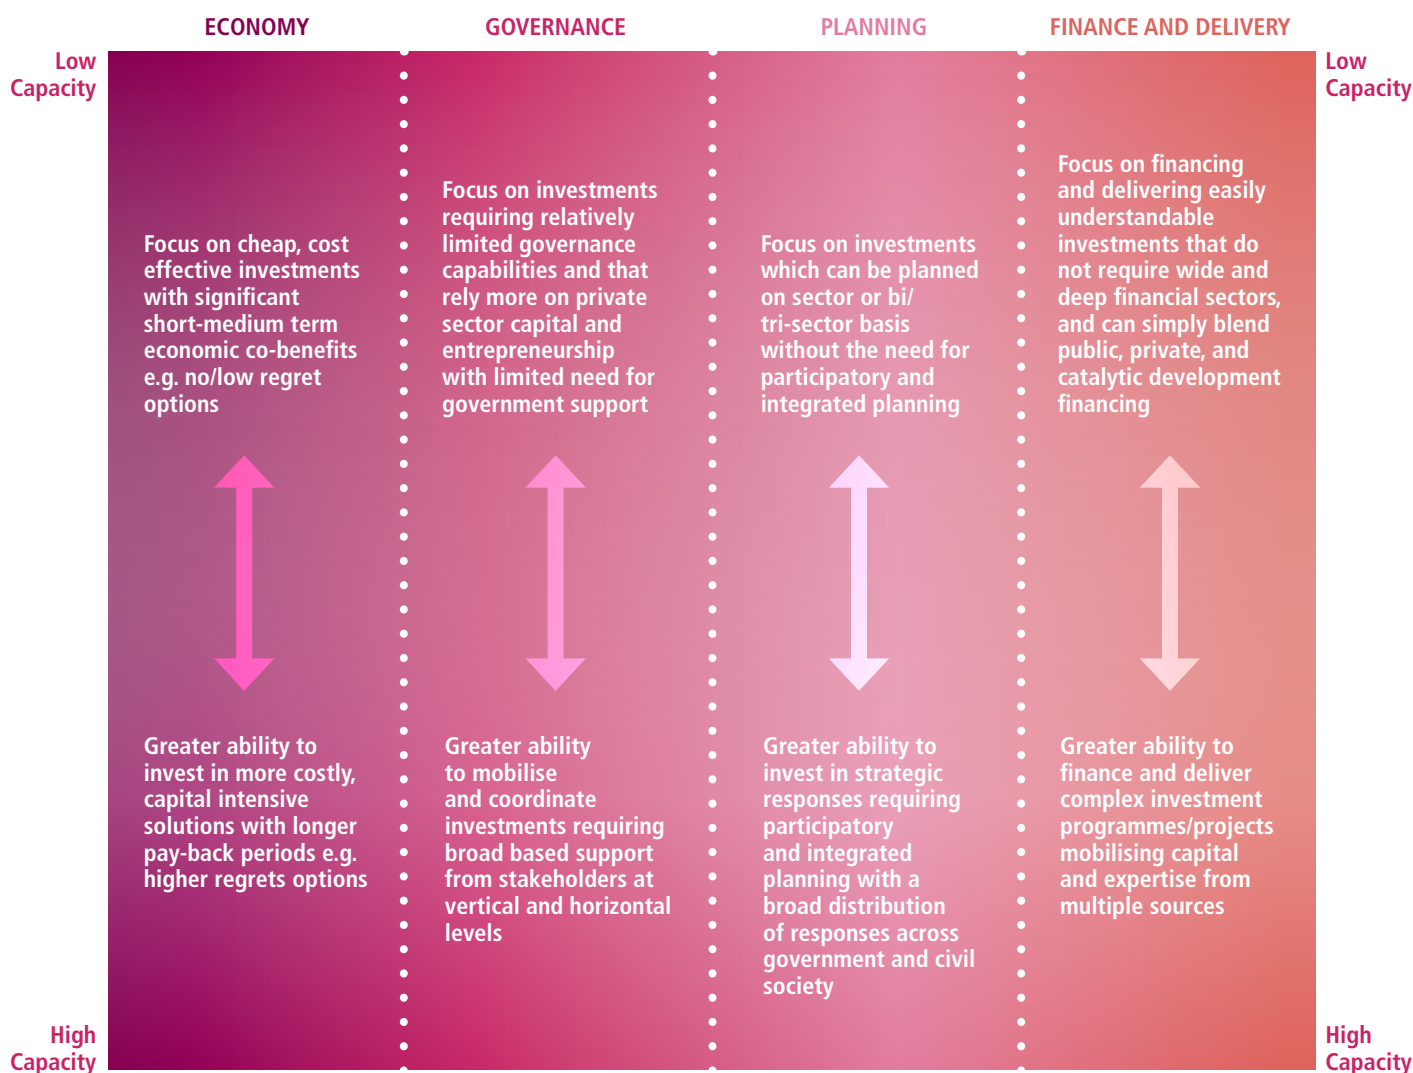 ECONOMY
GOVERNANCE
PLANNING
FINANCE AND DELIVERY
Low
Capacity
Low
Capacity
Focus on cheap, cost
effective investments
with significant
short-medium term
economic co-benefits
e.g. no/low regret
options
Focus on investments
requiring relatively
limited governance
capabilities and that
rely more on private
sector capital and
entrepreneurship
with limited need for
government support
Focus on investments
which can be planned
on sector or bi/
tri-sector basis
without the need for
participatory and
integrated planning
Focus on financing
and delivering easily
understandable
investments that do
not require wide and
deep financial sectors,
and can simply blend
public, private, and
catalytic development
financing
Greater ability to
invest in more costly,
capital intensive
solutions with longer
pay-back periods e.g.
higher regrets options
Greater ability
to mobilise
and coordinate
investments requiring
broad based support
from stakeholders at
vertical and horizontal
levels
Greater ability to
invest in strategic
responses requiring
participatory
and integrated
planning with a
broad distribution
of responses across
government and civil
society
Greater ability to
finance and deliver
complex investment
programmes/projects
mobilising capital
and expertise from
multiple sources
High
Capacity
High
Capacity